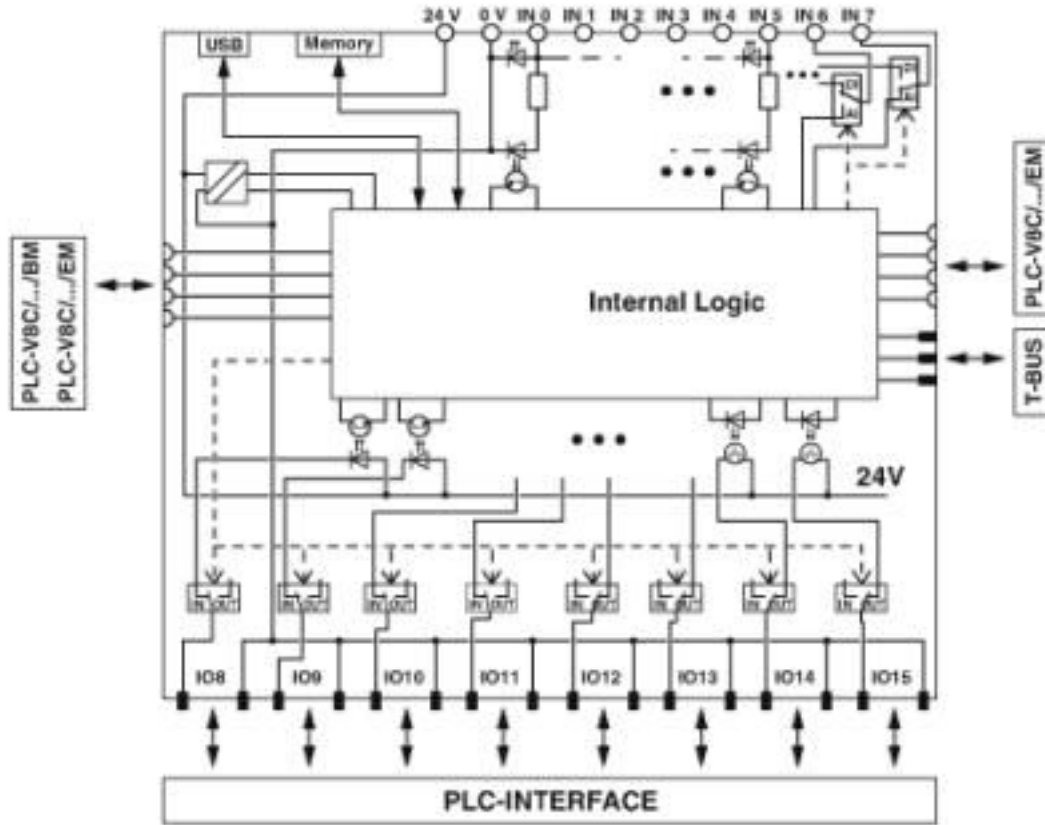 24 V 0 V IN 0 IN 1 IN 2 IN 3 IN 4 IN 5 IN 6 IN 7
USB Memory
PLC-V8C/.../BM
PLC-V8C/.../EM
Internal Logic
PLC-V8C/.../EM
T-BUS
24V
IN OUT IN OUT IN OUT IN OUT IN OUT IN OUT IN OUT IN OUT
IO8 IO9 IO10 IO11 IO12 IO13 IO14 IO15
PLC-INTERFACE